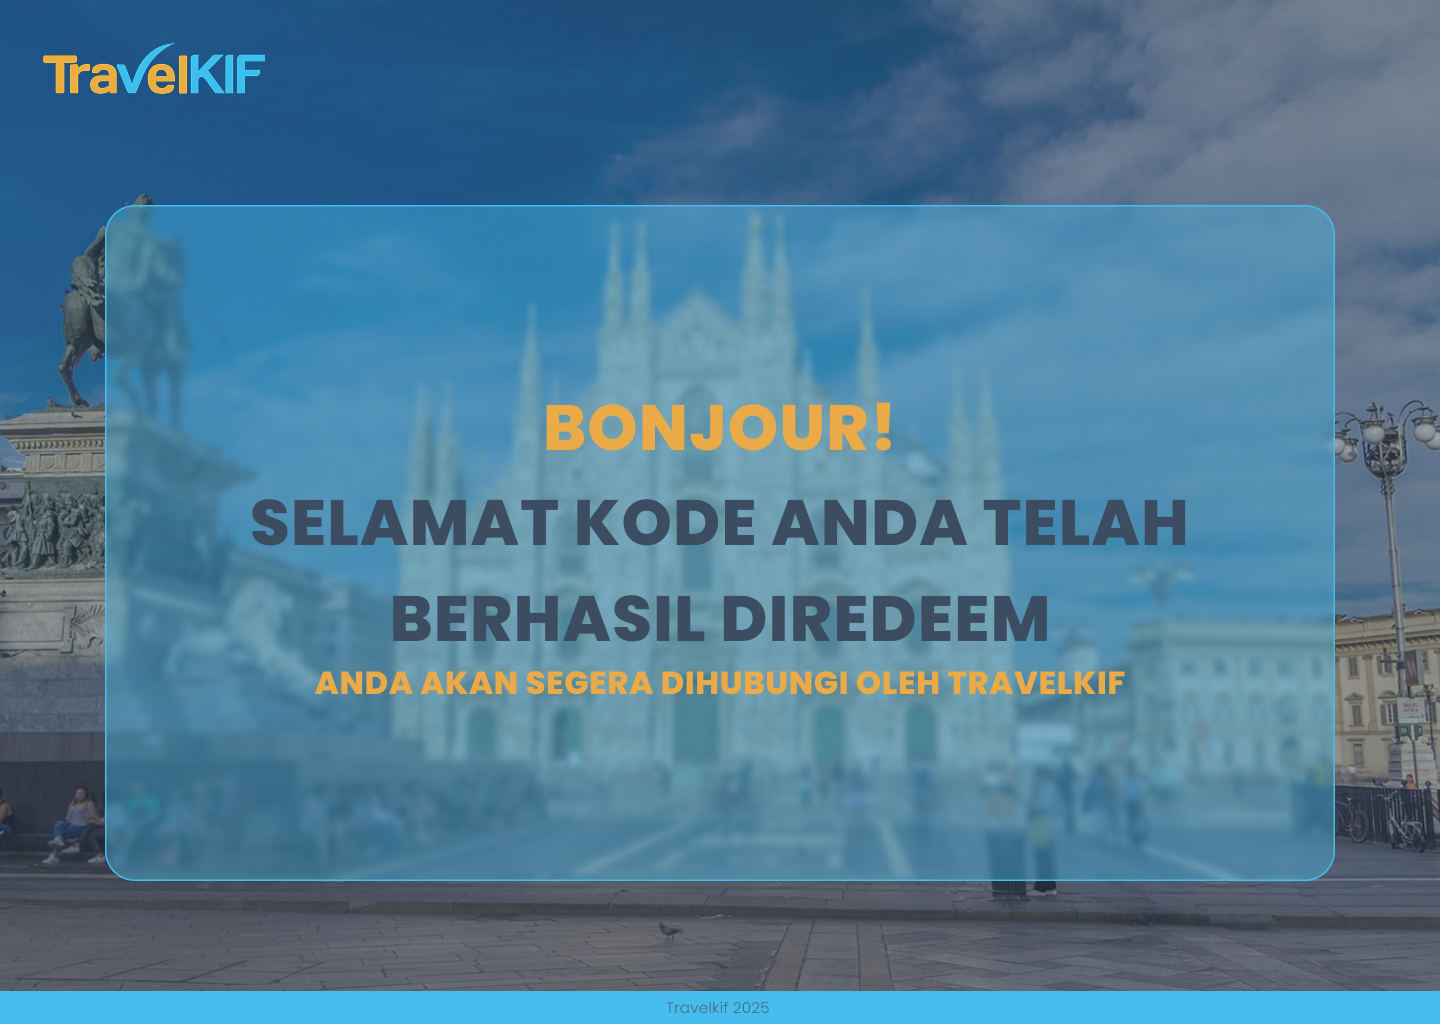 TravelKIF
BONJOUR!
SELAMAT KODE ANDA TELAH
BERHASIL DIREDEEM
ANDA AKAN SEGERA DIHUBUNGI OLEH TRAVELKIF
Travelkif 2025